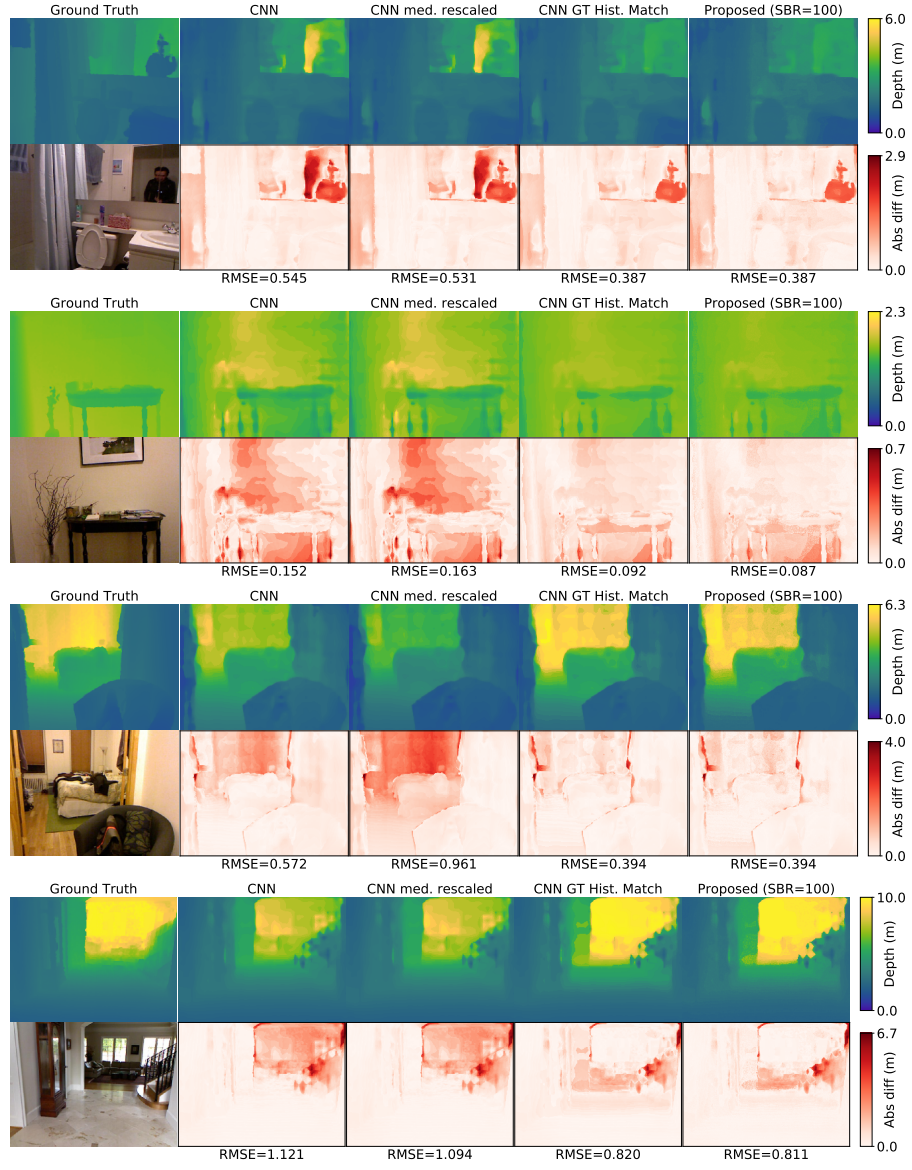 Ground Truth CNN CNN med. rescaled CNN GT Hist. Match Proposed (SBR=100)
6.0
Depth (m)
0.0
2.9
Abs diff (m)
0.0
RMSE=0.545 RMSE=0.531 RMSE=0.387 RMSE=0.387
Ground Truth CNN CNN med. rescaled CNN GT Hist. Match Proposed (SBR=100)
2.3
Depth (m)
0.0
0.7
Abs diff (m)
0.0
RMSE=0.152 RMSE=0.163 RMSE=0.092 RMSE=0.087
Ground Truth CNN CNN med. rescaled CNN GT Hist. Match Proposed (SBR=100)
6.3
Depth (m)
0.0
4.0
Abs diff (m)
0.0
RMSE=0.572 RMSE=0.961 RMSE=0.394 RMSE=0.394
Ground Truth CNN CNN med. rescaled CNN GT Hist. Match Proposed (SBR=100)
10.0
Depth (m)
0.0
6.7
Abs diff (m)
0.0
RMSE=1.121 RMSE=1.094 RMSE=0.820 RMSE=0.811